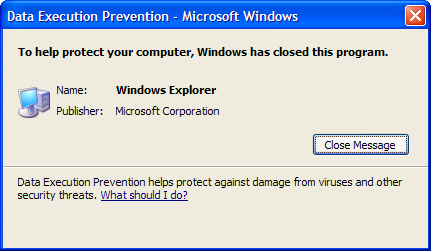 Data Execution Prevention - Microsoft Windows
To help protect your computer, Windows has closed this program.
Name: Windows Explorer
Publisher: Microsoft Corporation
Close Message
Data Execution Prevention helps protect against damage from viruses and other
security threats. What should I do?